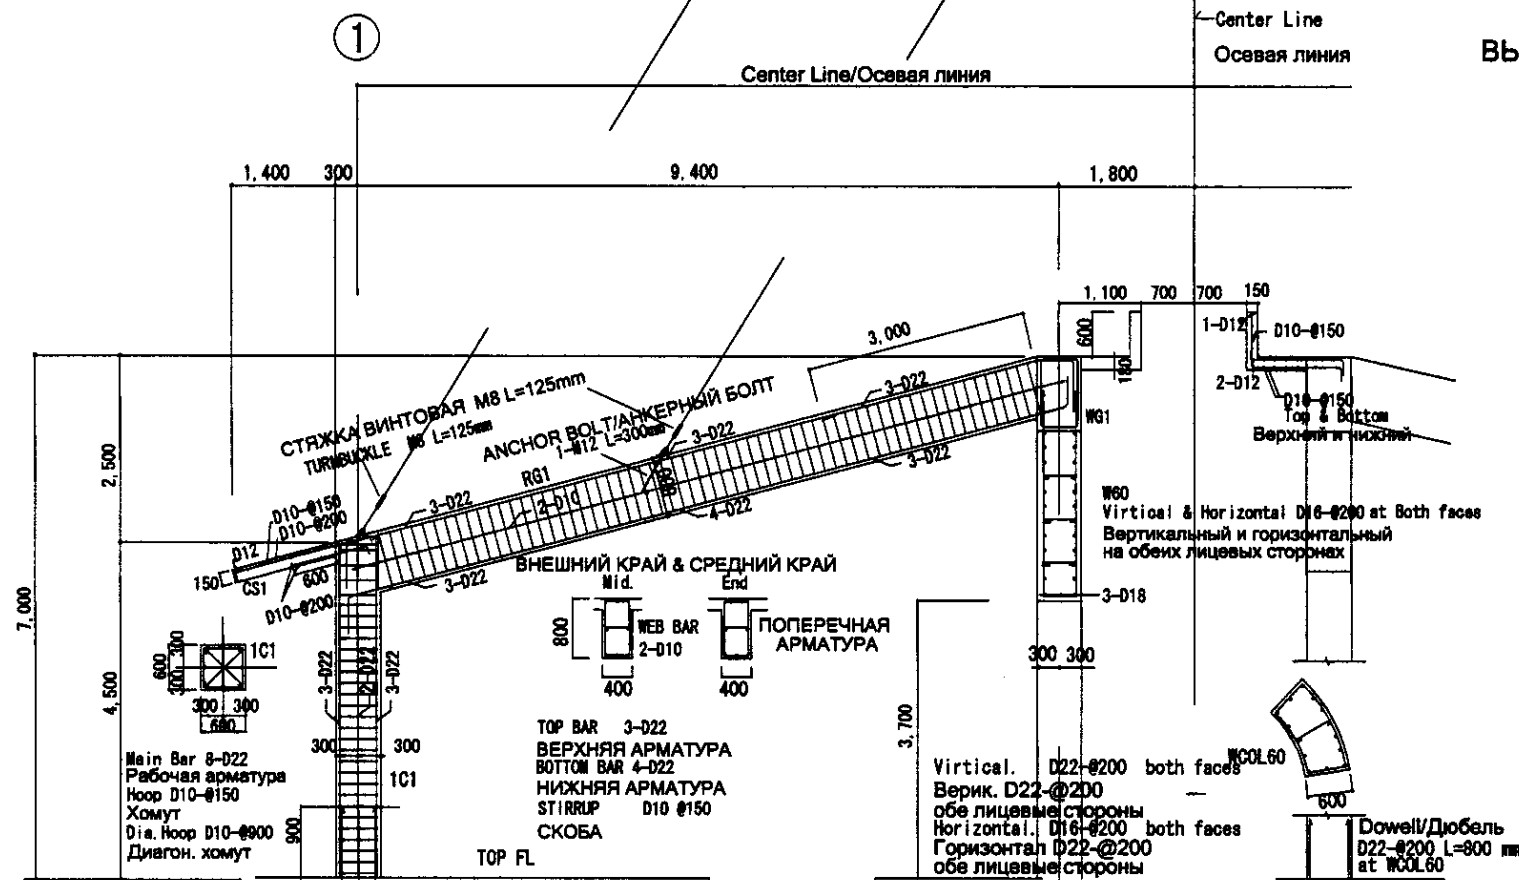 1
Center Line
Осевая линия
ВЬ
Center Line/Осевая линия
1,400
300
9,400
1,800
1,100
700
700
150
600
180
1-D12
D10-@150
2-D12
D10-@150
Top & Bottom
Верхний и нижний
3,000
3-D22
СТЯЖКА ВИНТОВАЯ M8 L=125mm
TURNBUCKLE M8 L=125mm
ANCHOR BOLT/АНКЕРНЫЙ БОЛТ
1-M12 L=300mm
3-D22
RG1
800
3-D22
2-D10
3-D22
4-D22
WG1
2,500
7,000
4,500
D10-@150
D10-@200
D12
150
CS1
600
D10-@200
3-D22
W60
Virtical & Horizontal D16-@200 at Both faces
Вертикальный и горизонтальный
на обеих лицевых сторонах
3-D18
ВНЕШНИЙ КРАЙ & СРЕДНИЙ КРАЙ
Mid.
End
800
WEB BAR
2-D10
ПОПЕРЕЧНАЯ
АРМАТУРА
400
400
1C1
600
300
300
300
300
600
3-D22
2-D22
3-D22
300
300
1C1
900
300
300
3,700
Main Bar 8-D22
Рабочая арматура
Hoop D10-@150
Хомут
Dia. Hoop D10-@900
Диагон. хомут
TOP BAR 3-D22
ВЕРХНЯЯ АРМАТУРА
BOTTOM BAR 4-D22
НИЖНЯЯ АРМАТУРА
STIRRUP D10 @150
СКОБА
TOP FL
Virtical. D22-@200 both faces
Верик. D22-@200
обе лицевые стороны
Horizontal. D16-@200 both faces
Горизонтал D22-@200
обе лицевые стороны
WCOL60
600
Dowell/Дюбель
D22-@200 L=800 mm
at WCOL60